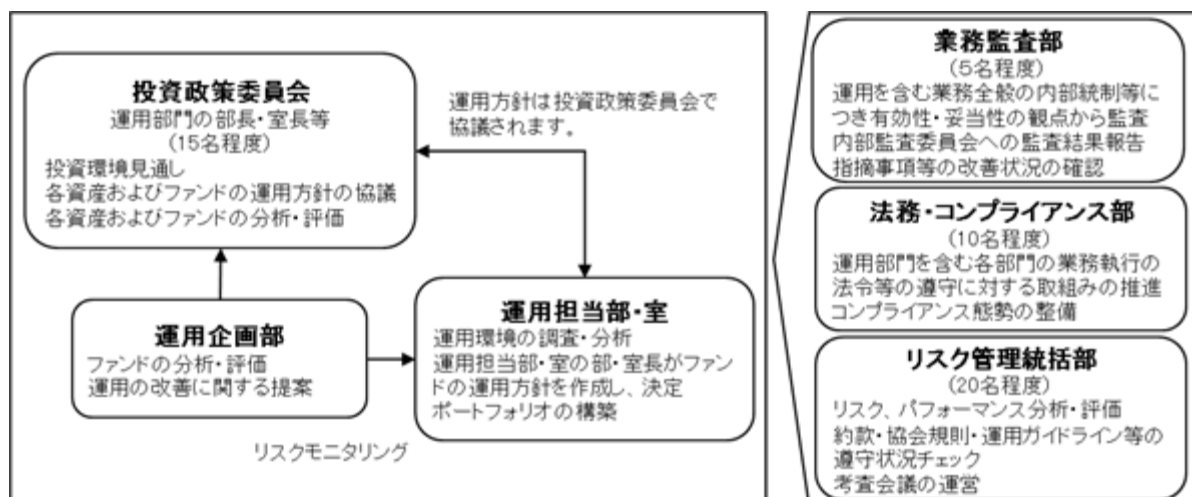 投資政策委員会
運用部門の部長・室長等
(15名程度)
投資環境見通し
各資産およびファンドの運用方針の協議
各資産およびファンドの分析・評価
運用方針は投資政策委員会で
協議されます。
運用企画部
ファンドの分析・評価
運用の改善に関する提案
運用担当部・室
運用環境の調査・分析
運用担当部・室の部・室長がファン
ドの運用方針を作成し、決定
ポートフォリオの構築
リスクモニタリング
業務監査部
(5名程度)
運用を含む業務全般の内部統制等に
つき有効性・妥当性の観点から監査
内部監査委員会への監査結果報告
指摘事項等の改善状況の確認
法務・コンプライアンス部
(10名程度)
運用部門を含む各部門の業務執行の
法令等の遵守に対する取組みの推進
コンプライアンス態勢の整備
リスク管理統括部
(20名程度)
リスク、パフォーマンス分析・評価
約款・協会規則・運用ガイドライン等の
遵守状況チェック
考査会議の運営